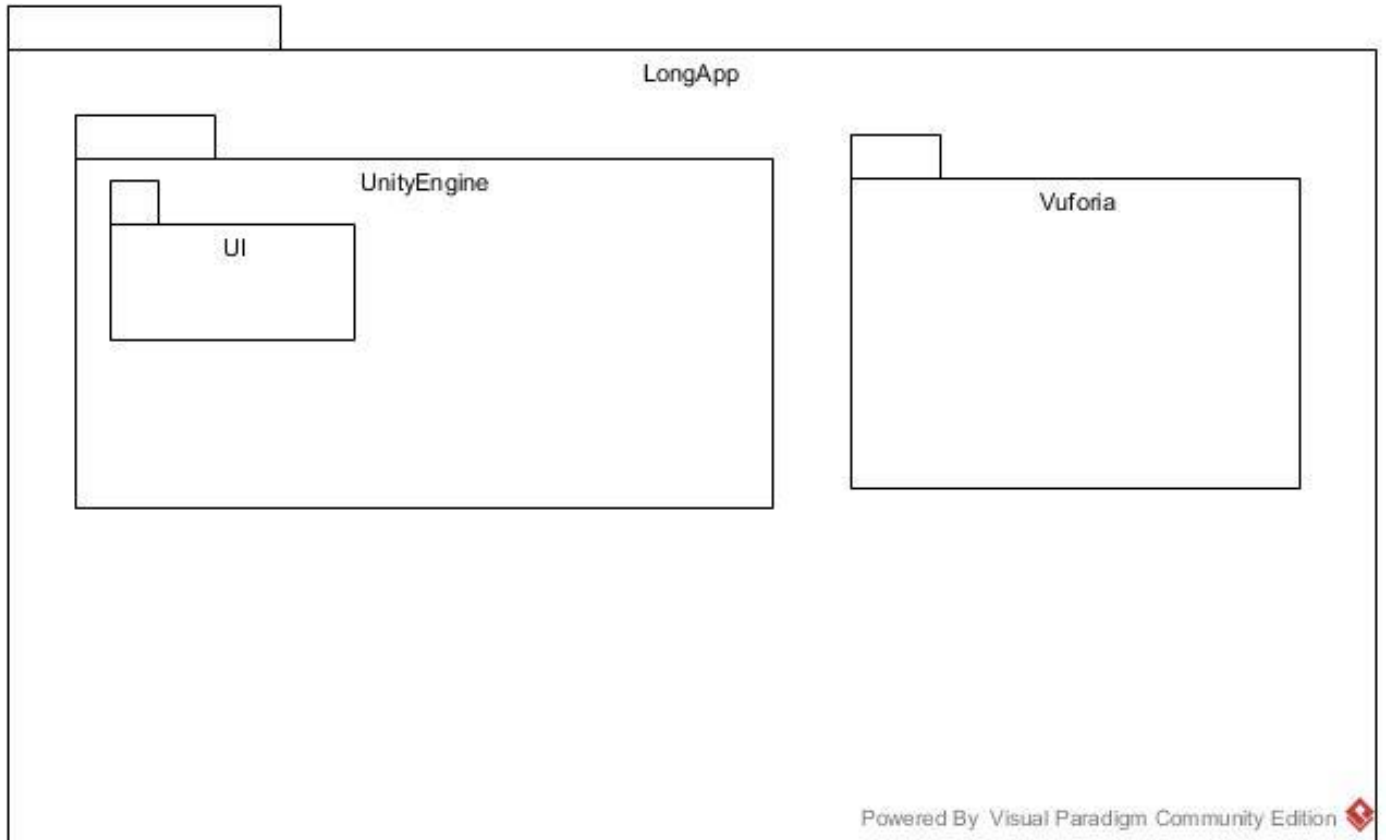 LongApp
UnityEngine
Vuforia
UI
Powered By Visual Paradigm Community Edition